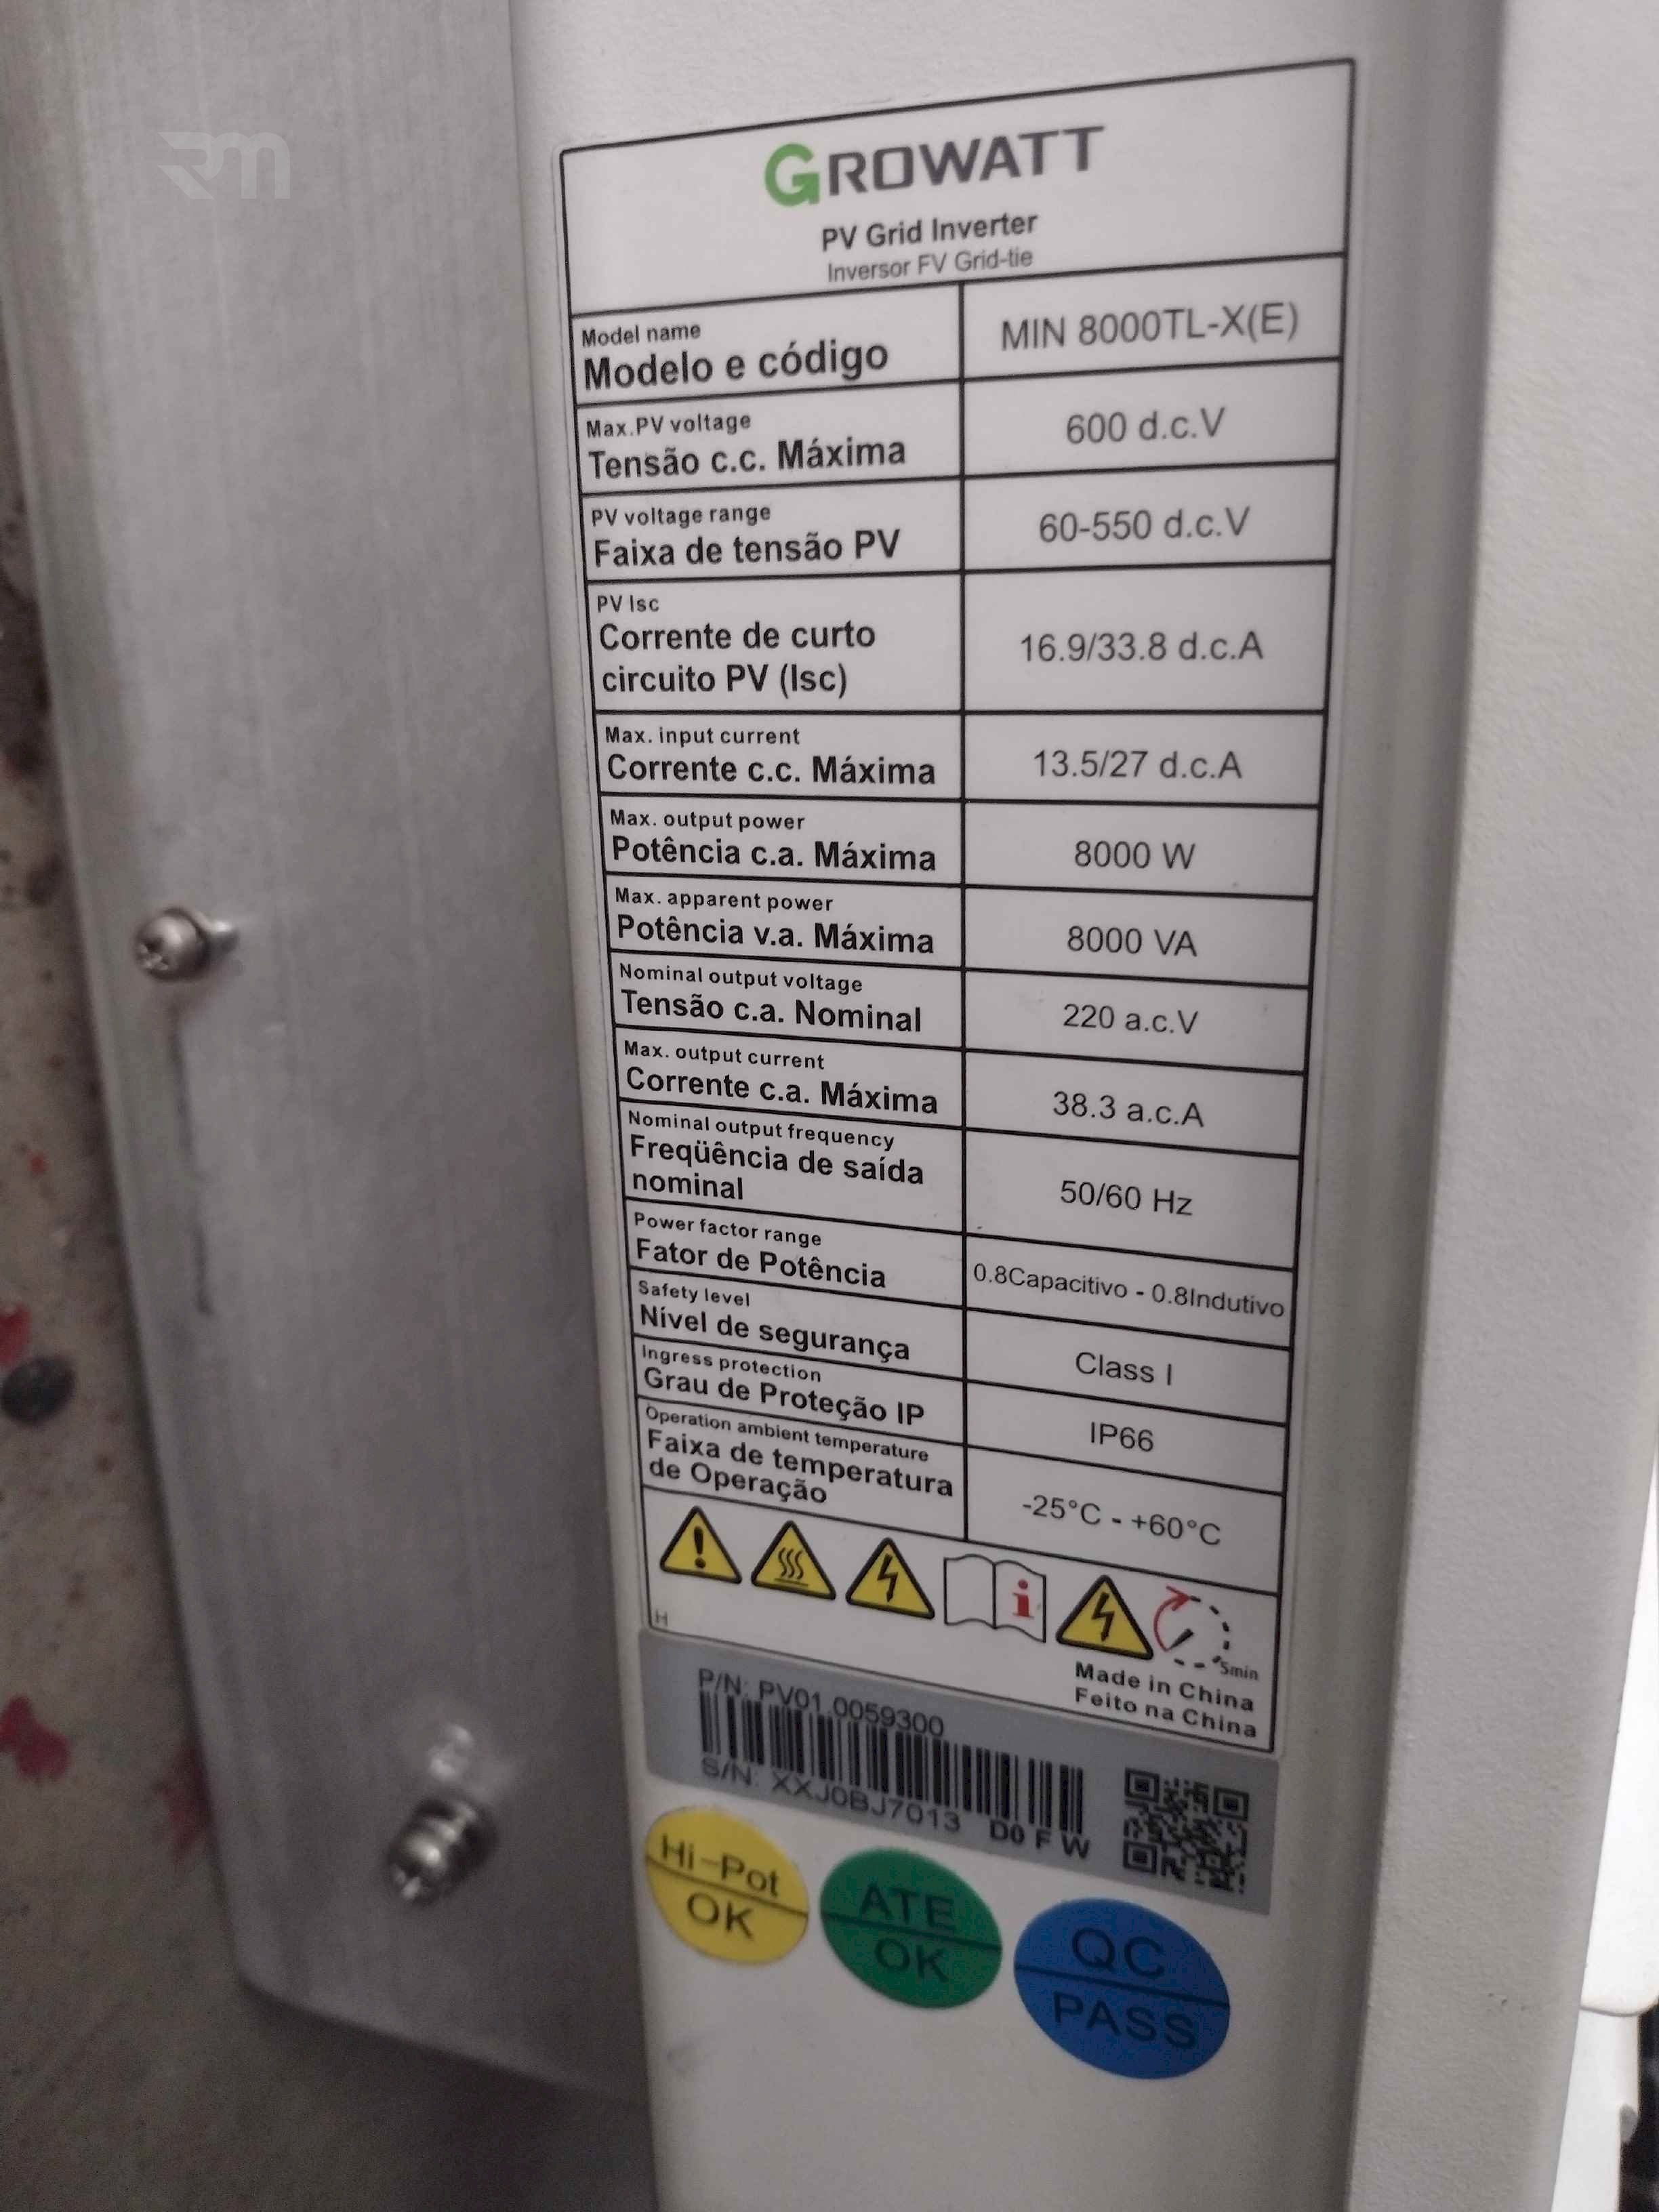 RM
GROWATT
PV Grid Inverter
Inversor FV Grid-tie
Model name
Modelo e código
MIN 8000TL-X(E)
Max.PV voltage
Tensão c.c. Máxima
600 d.c.V
PV voltage range
Faixa de tensão PV
60-550 d.c.V
PV Isc
Corrente de curto
circuito PV (Isc)
16.9/33.8 d.c.A
Max. input current
Corrente c.c. Máxima
13.5/27 d.c.A
Max. output power
Potência c.a. Máxima
8000 W
Max. apparent power
Potência v.a. Máxima
8000 VA
Nominal output voltage
Tensão c.a. Nominal
220 a.c.V
Max. output current
Corrente c.a. Máxima
38.3 a.c.A
Nominal output frequency
Freqüência de saída
nominal
50/60 Hz
Power factor range
Fator de Potência
0.8Capacitivo - 0.8Indutivo
Safety level
Nível de segurança
Class I
Ingress protection
Grau de Proteção IP
IP66
Operation ambient temperature
Faixa de temperatura
de Operação
-25°C - +60°C
i
5min
H
Made in China
Feito na China
P/N: PV01.0059300
S/N: XXJ0BJ7013 D0 F W
Hi-Pot
OK
ATE
OK
QC
PASS